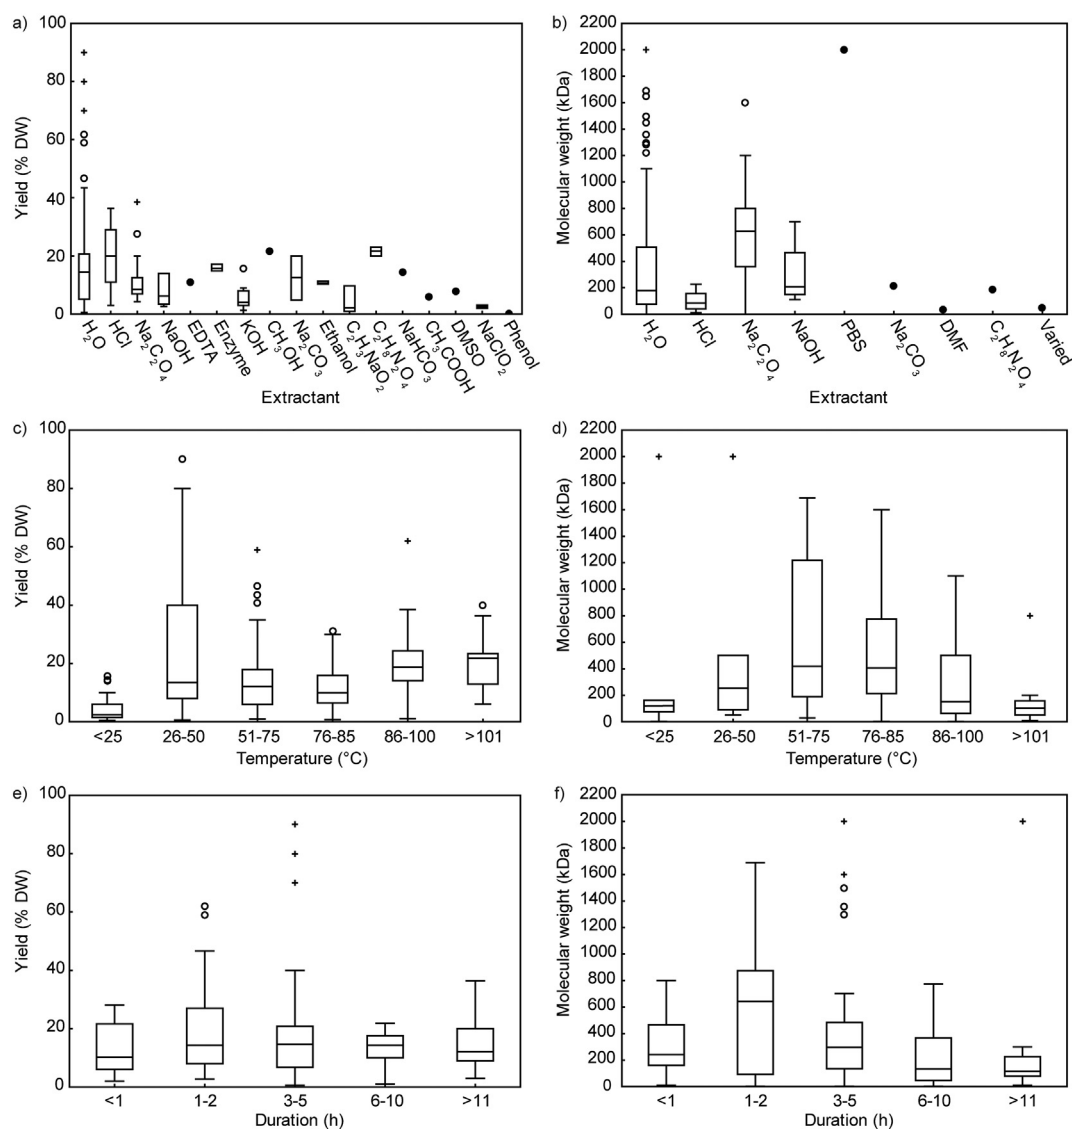 a)
100
80
60
40
20
0
Yield (% DW)
H2O
HCl
Na2C2O4
NaOH
EDTA
Enzyme
KOH
CH3OH
Na2CO3
Ethanol
C2H3NaO2
C2H8N2O4
NaHCO3
CH3COOH
DMSO
NaClO2
Phenol
Extractant
b)
2200
2000
1800
1600
1400
1200
1000
800
600
400
200
0
Molecular weight (kDa)
H2O
HCl
Na2C2O4
NaOH
PBS
Na2CO3
DMF
C2H8N2O4
Varied
Extractant
c)
100
80
60
40
20
0
Yield (% DW)
<25 26-50 51-75 76-85 86-100 >101
Temperature (°C)
d)
2200
2000
1800
1600
1400
1200
1000
800
600
400
200
0
Molecular weight (kDa)
<25 26-50 51-75 76-85 86-100 >101
Temperature (°C)
e)
100
80
60
40
20
0
Yield (% DW)
<1 1-2 3-5 6-10 >11
Duration (h)
f)
2200
2000
1800
1600
1400
1200
1000
800
600
400
200
0
Molecular weight (kDa)
<1 1-2 3-5 6-10 >11
Duration (h)